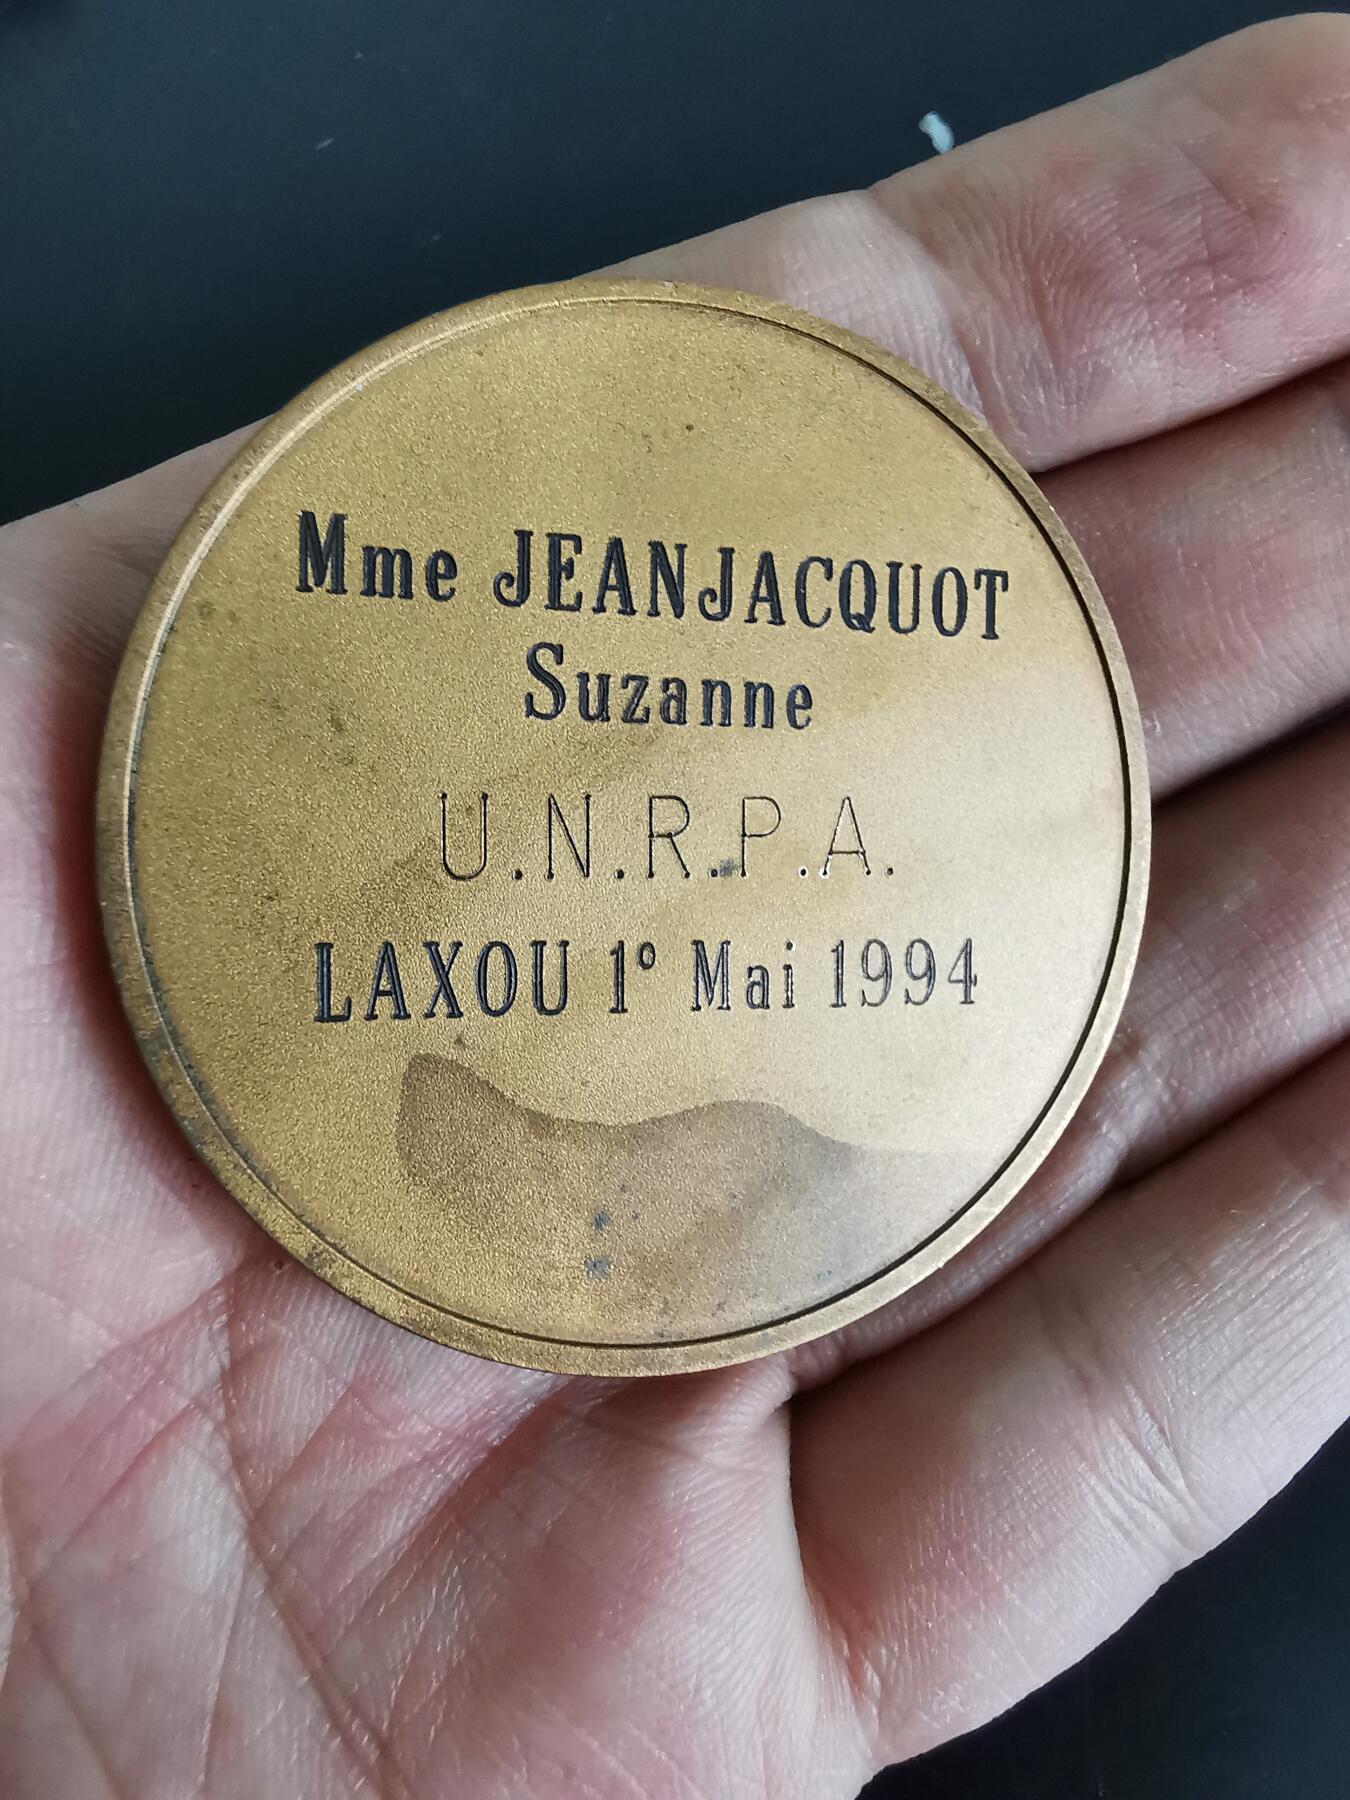 Mme JEANJACQUOT
Suzanne
U.N.R.P.A.
LAXOU 1° Mai 1994